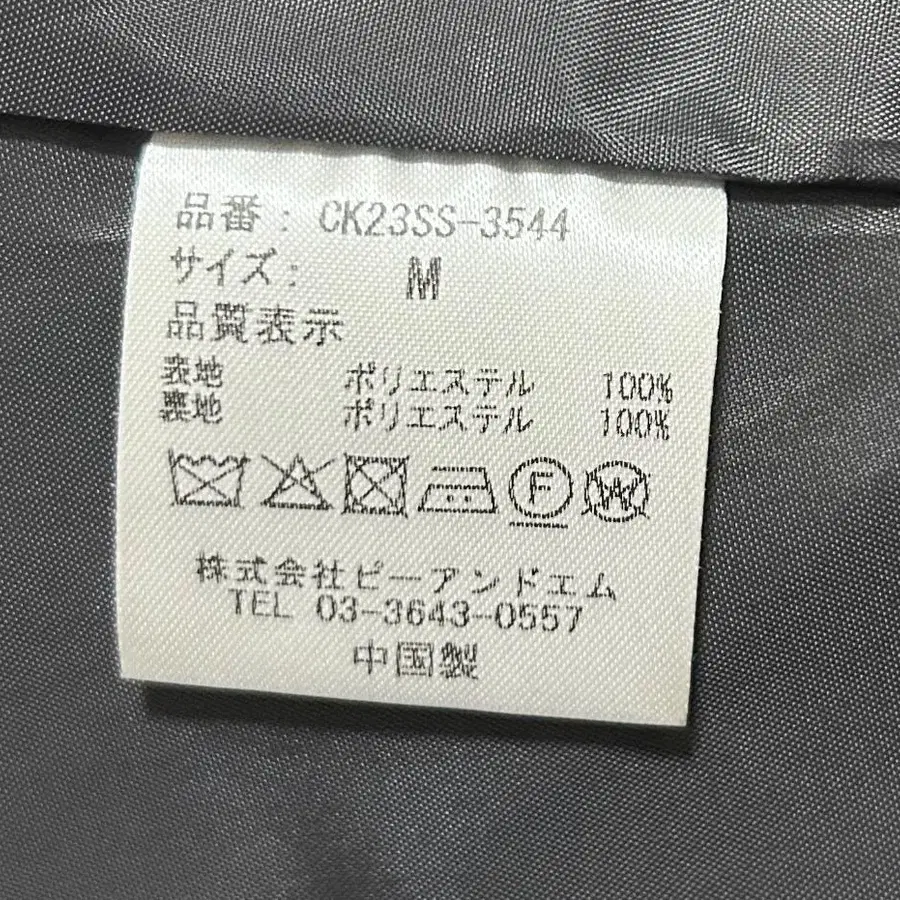 品番: CK23SS-3544
サイズ: M
品質表示
表地 ポリエステル 100%
裏地 ポリエステル 100%
F W
株式会社ピーアンドエム
TEL 03-3643-0557
中国製